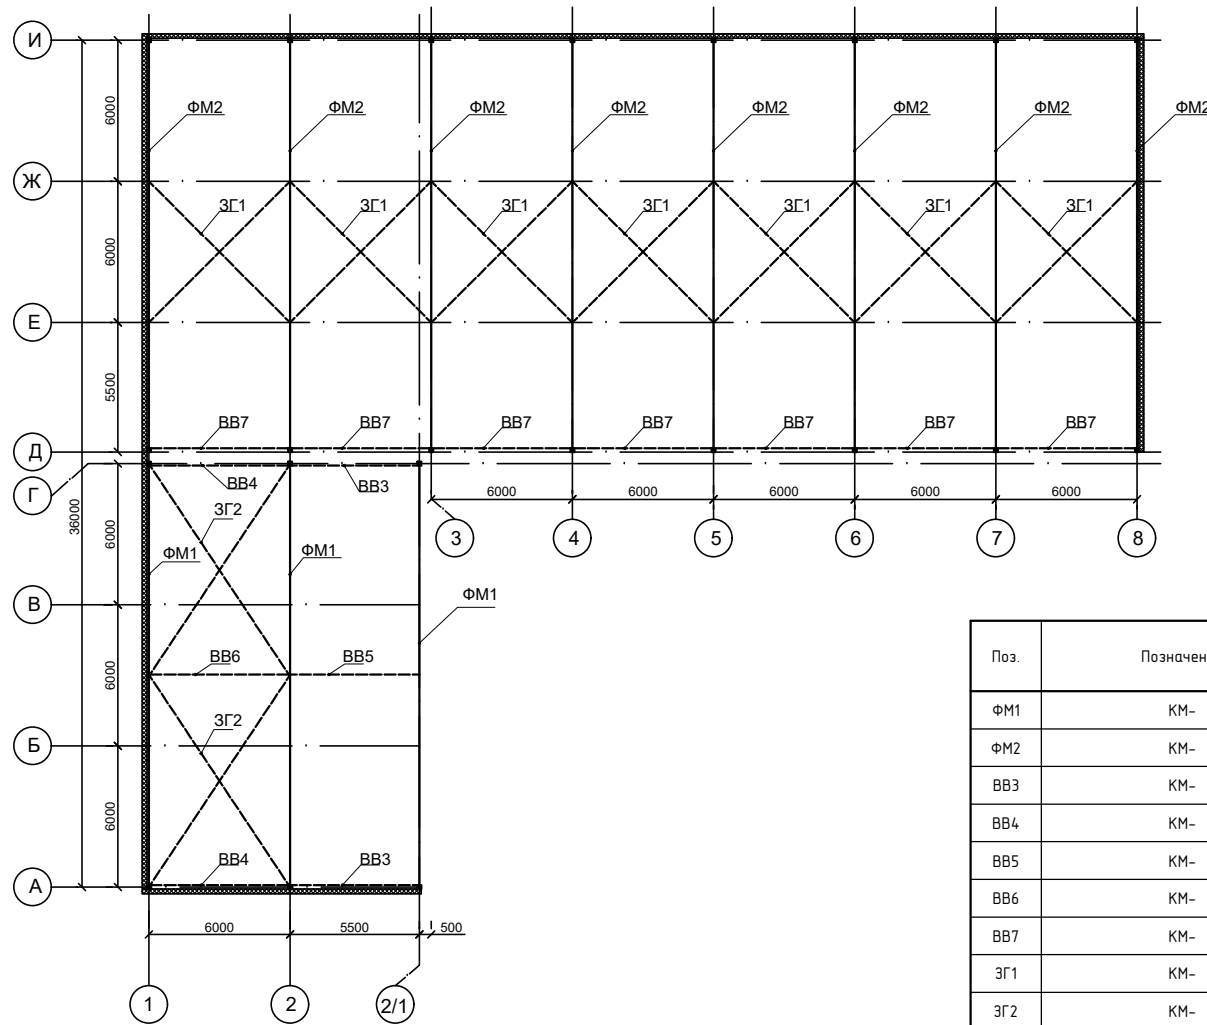 И
6000
ФМ2 ФМ2 ФМ2 ФМ2 ФМ2 ФМ2 ФМ2 ФМ2
Ж
6000
ЗГ1 ЗГ1 ЗГ1 ЗГ1 ЗГ1 ЗГ1 ЗГ1
Е
5500
ВВ7 ВВ7 ВВ7 ВВ7 ВВ7 ВВ7 ВВ7
Д
Г
ВВ4 ВВ3
6000 6000 6000 6000 6000
36000
6000
ЗГ2
3 4 5 6 7 8
ФМ1 ФМ1
ФМ1
В
6000
ВВ6 ВВ5
ЗГ2
Б
6000
ВВ4 ВВ3
А
6000 5500 500
1 2 2/1
Поз. Позначен
ФМ1 КМ-
ФМ2 КМ-
ВВ3 КМ-
ВВ4 КМ-
ВВ5 КМ-
ВВ6 КМ-
ВВ7 КМ-
ЗГ1 КМ-
ЗГ2 КМ-